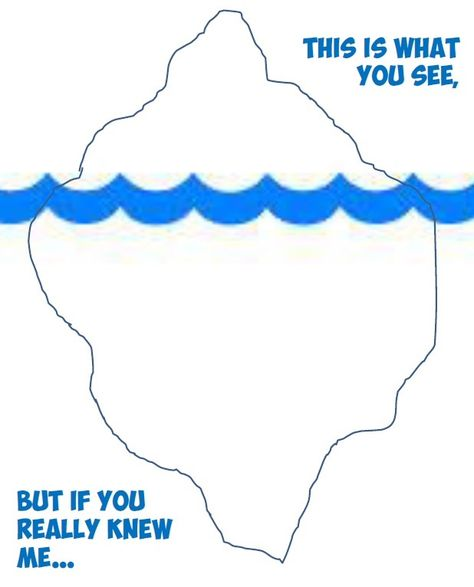 THIS IS WHAT
YOU SEE,
BUT IF YOU
REALLY KNEW
ME...